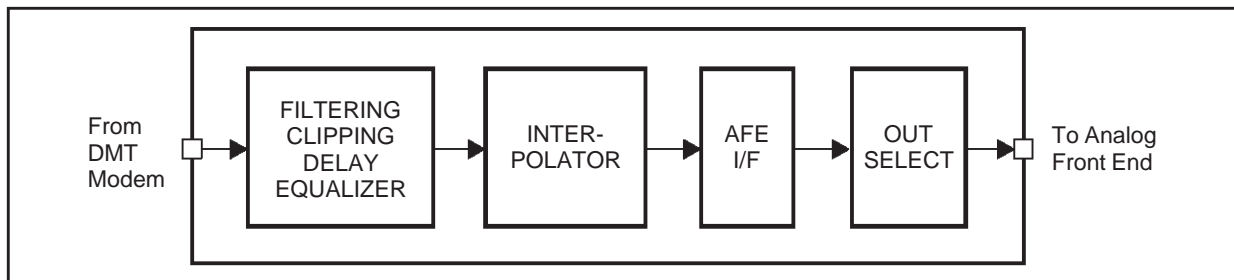 From
DMT
Modem
FILTERING
CLIPPING
DELAY
EQUALIZER
INTER-
POLATOR
AFE
I/F
OUT
SELECT
To Analog
Front End